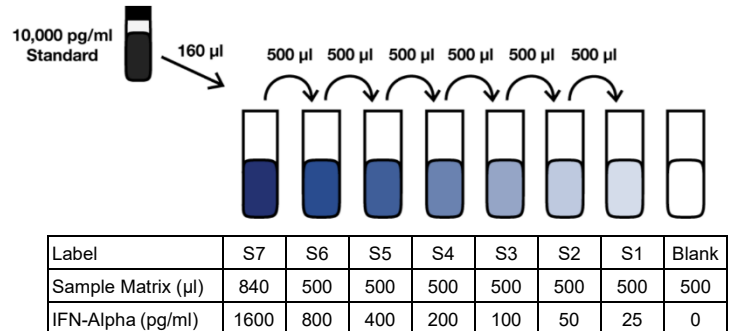 10,000 pg/ml
Standard
160 µl
500 µl 500 µl 500 µl 500 µl 500 µl 500 µl
Label S7 S6 S5 S4 S3 S2 S1 Blank
Sample Matrix (µl) 840 500 500 500 500 500 500 500
IFN-Alpha (pg/ml) 1600 800 400 200 100 50 25 0